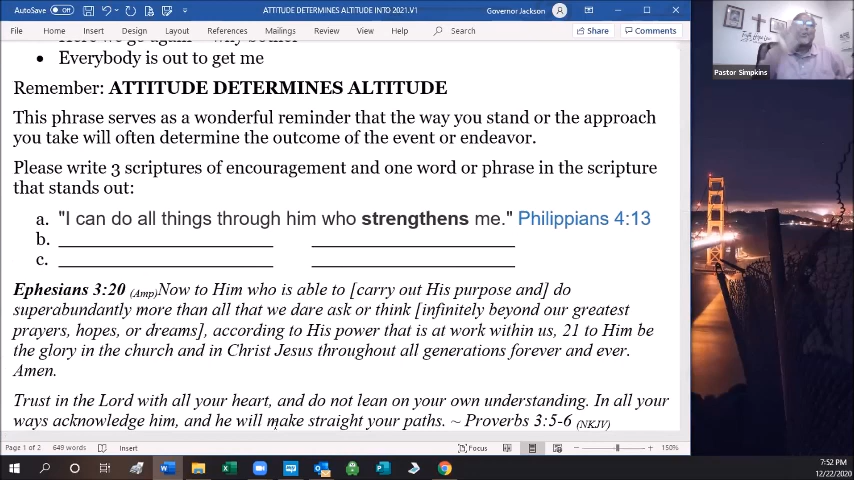 AutoSave Off
ATTITUDE DETERMINES ALTITUDE INTO 2021.V1
Governor Jackson
File Home Insert Draw Design Layout References Mailings Review View Help Search Share Comments
Pastor Simpkins
Everybody is out to get me
Remember: ATTITUDE DETERMINES ALTITUDE
This phrase serves as a wonderful reminder that the way you stand or the approach
you take will often determine the outcome of the event or endeavor.
Please write 3 scriptures of encouragement and one word or phrase in the scripture
that stands out:
a. "I can do all things through him who strengthens me." Philippians 4:13
b.
c.
Ephesians 3:20 (Amp)Now to Him who is able to [carry out His purpose and] do
superabundantly more than all that we dare ask or think [infinitely beyond our greatest
prayers, hopes, or dreams], according to His power that is at work within us, 21 to Him be
the glory in the church and in Christ Jesus throughout all generations forever and ever.
Amen.
Trust in the Lord with all your heart, and do not lean on your own understanding. In all your
ways acknowledge him, and he will make straight your paths. ~ Proverbs 3:5-6 (NKJV)
Page 1 of 2 649 words Insert Focus 150%
7:52 PM
12/22/2020